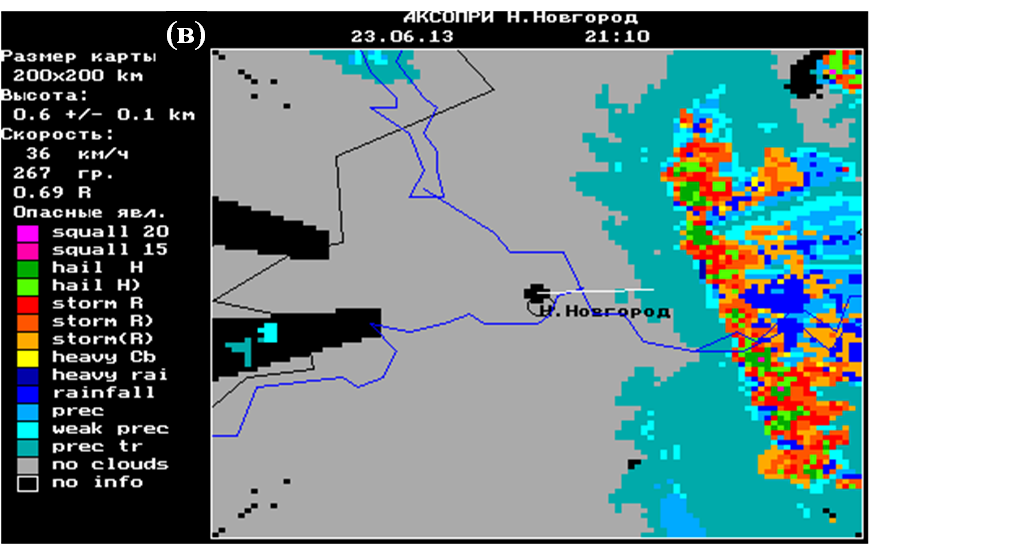 АКСОПРИ Н.Новгород
(в)
23.06.13 21:10
Размер карты
200x200 km
Высота:
0.6 +/- 0.1 km
Скорость:
36 км/ч
267 гр.
0.69 R
Опасные явл.
squall 20
squall 15
hail H
hail H)
storm R
storm R)
storm(R)
heavy Cb
heavy rai
rainfall
prec
weak prec
prec tr
no clouds
no info
Н.Новгород